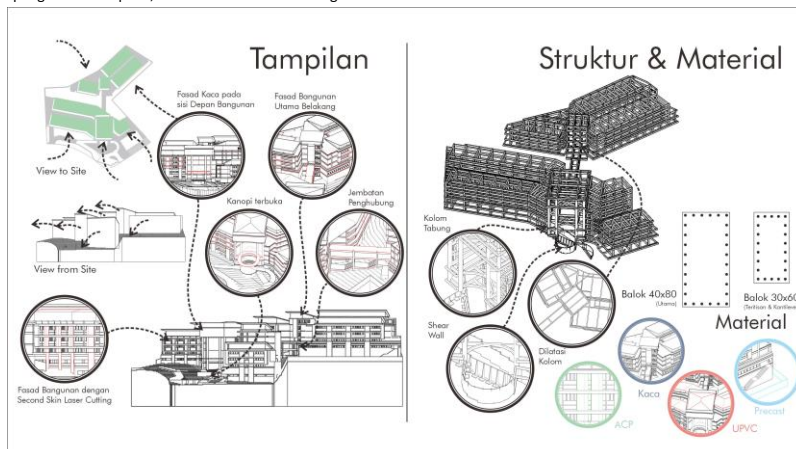 Tampilan
Fasad Kaca pada
sisi Depan Bangunan
Fasad Bangunan
Utama Belakang
View to Site
Kanopi terbuka
Jembatan
Penghubung
View from Site
Fasad Bangunan dengan
Second Skin Laser Cutting
Struktur & Material
Kolom
Tabung
Shear
Wall
Dilatasi
Kolom
Balok 40x80
(Utama)
Balok 30x60
Material
ACP
Kaca
UPVC
Precast